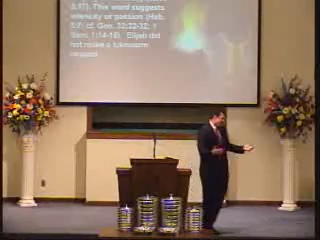 5:17). This word suggests
intensity or passion (Heb.
5:7; cf. Gen. 32:22-32; 1
Sam. 1:14-16). Elijah did
not make a lukewarm
request